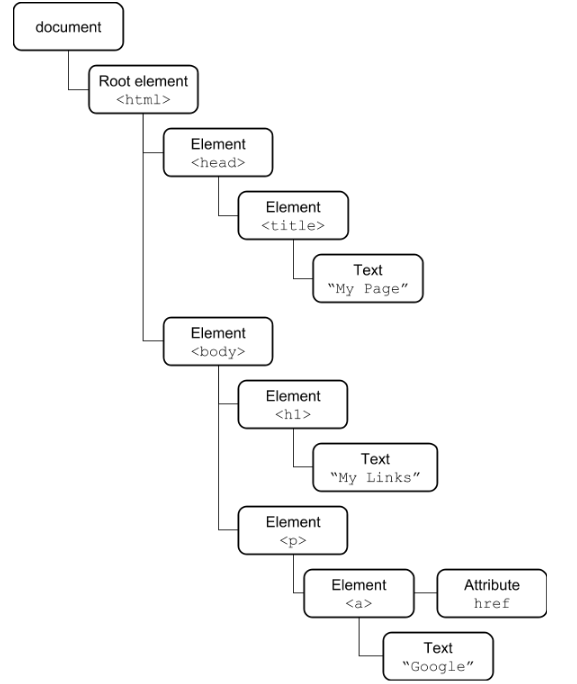 document
Root element
<html>
Element
<head>
Element
<title>
Text
“My Page”
Element
<body>
Element
<h1>
Text
“My Links”
Element
<p>
Element
<a>
Attribute
href
Text
“Google”